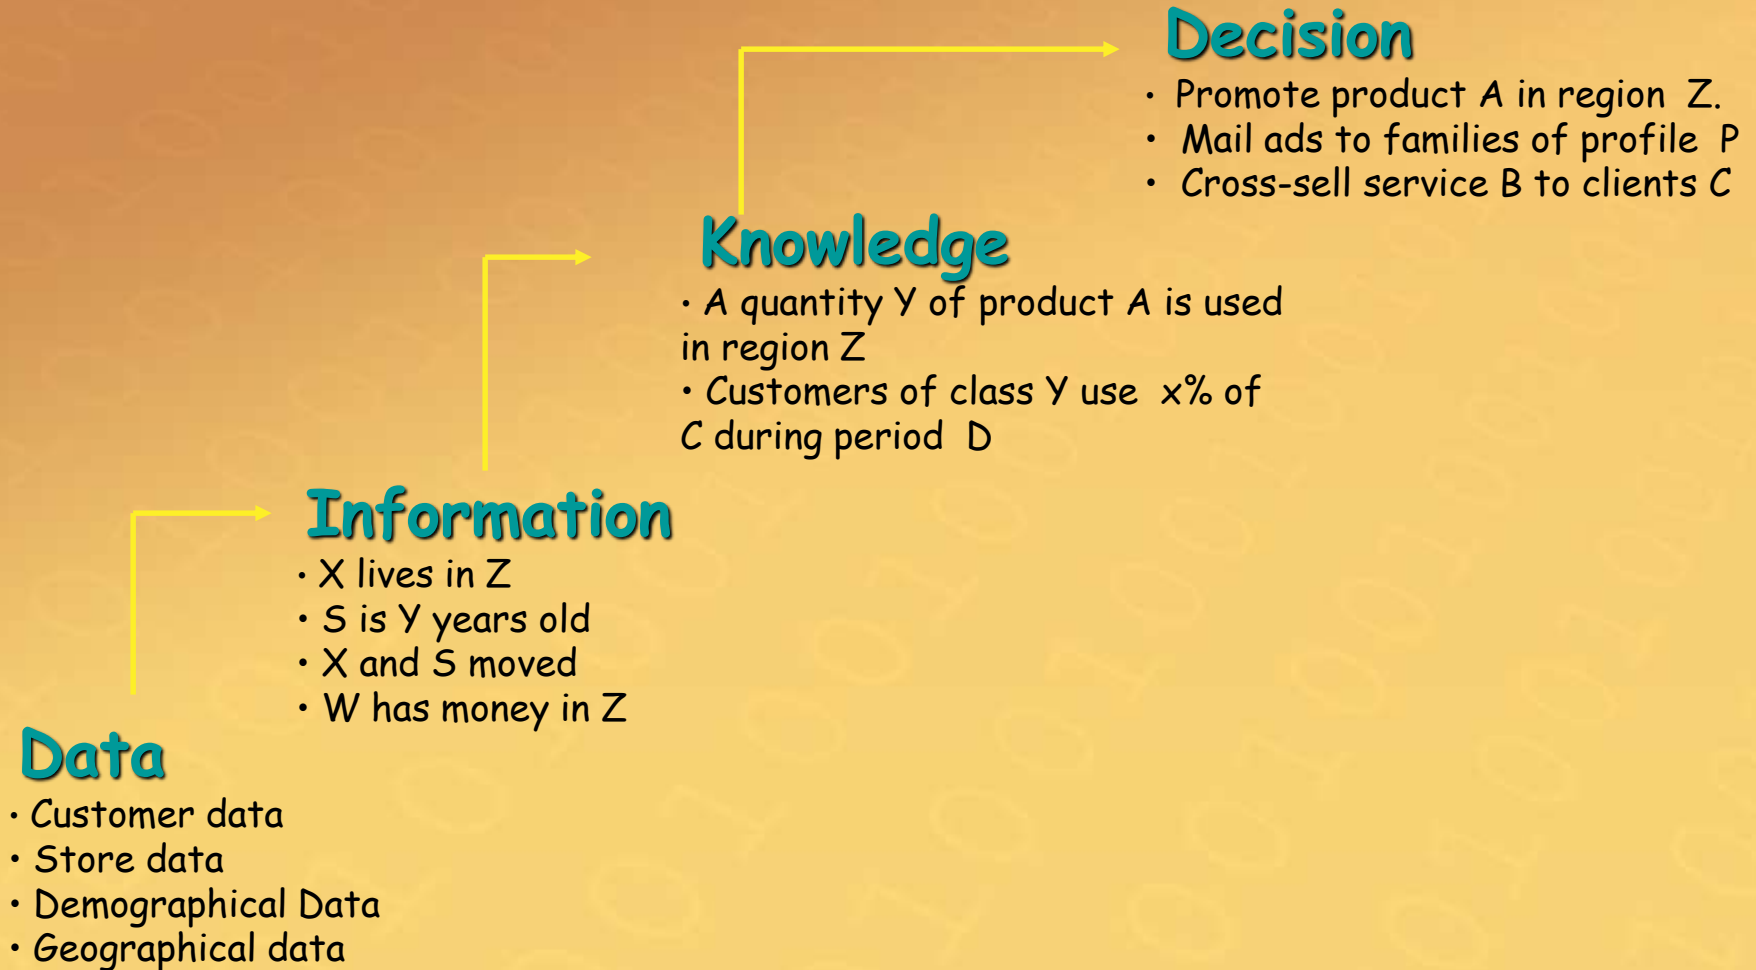 Decision
• Promote product A in region Z.
• Mail ads to families of profile P
• Cross-sell service B to clients C
Knowledge
• A quantity Y of product A is used
in region Z
• Customers of class Y use x% of
C during period D
Information
• X lives in Z
• S is Y years old
• X and S moved
• W has money in Z
Data
• Customer data
• Store data
• Demographical Data
• Geographical data